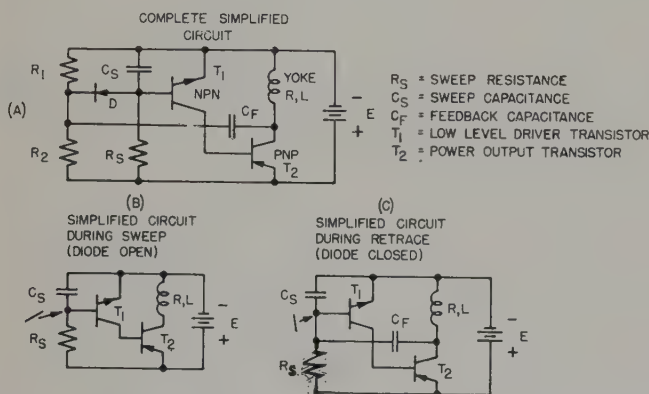 COMPLETE SIMPLIFIED
CIRCUIT
R1
CS
T1
NPN
YOKE
R,L
(A)
D
CF
E
R2
RS
PNP
T2
RS = SWEEP RESISTANCE
CS = SWEEP CAPACITANCE
CF = FEEDBACK CAPACITANCE
T1 = LOW LEVEL DRIVER TRANSISTOR
T2 = POWER OUTPUT TRANSISTOR
(B)
SIMPLIFIED CIRCUIT
DURING SWEEP
(DIODE OPEN)
CS
T1
R,L
E
RS
T2
(C)
SIMPLIFIED CIRCUIT
DURING RETRACE
(DIODE CLOSED)
CS
T1
R,L
CF
E
RS
T2